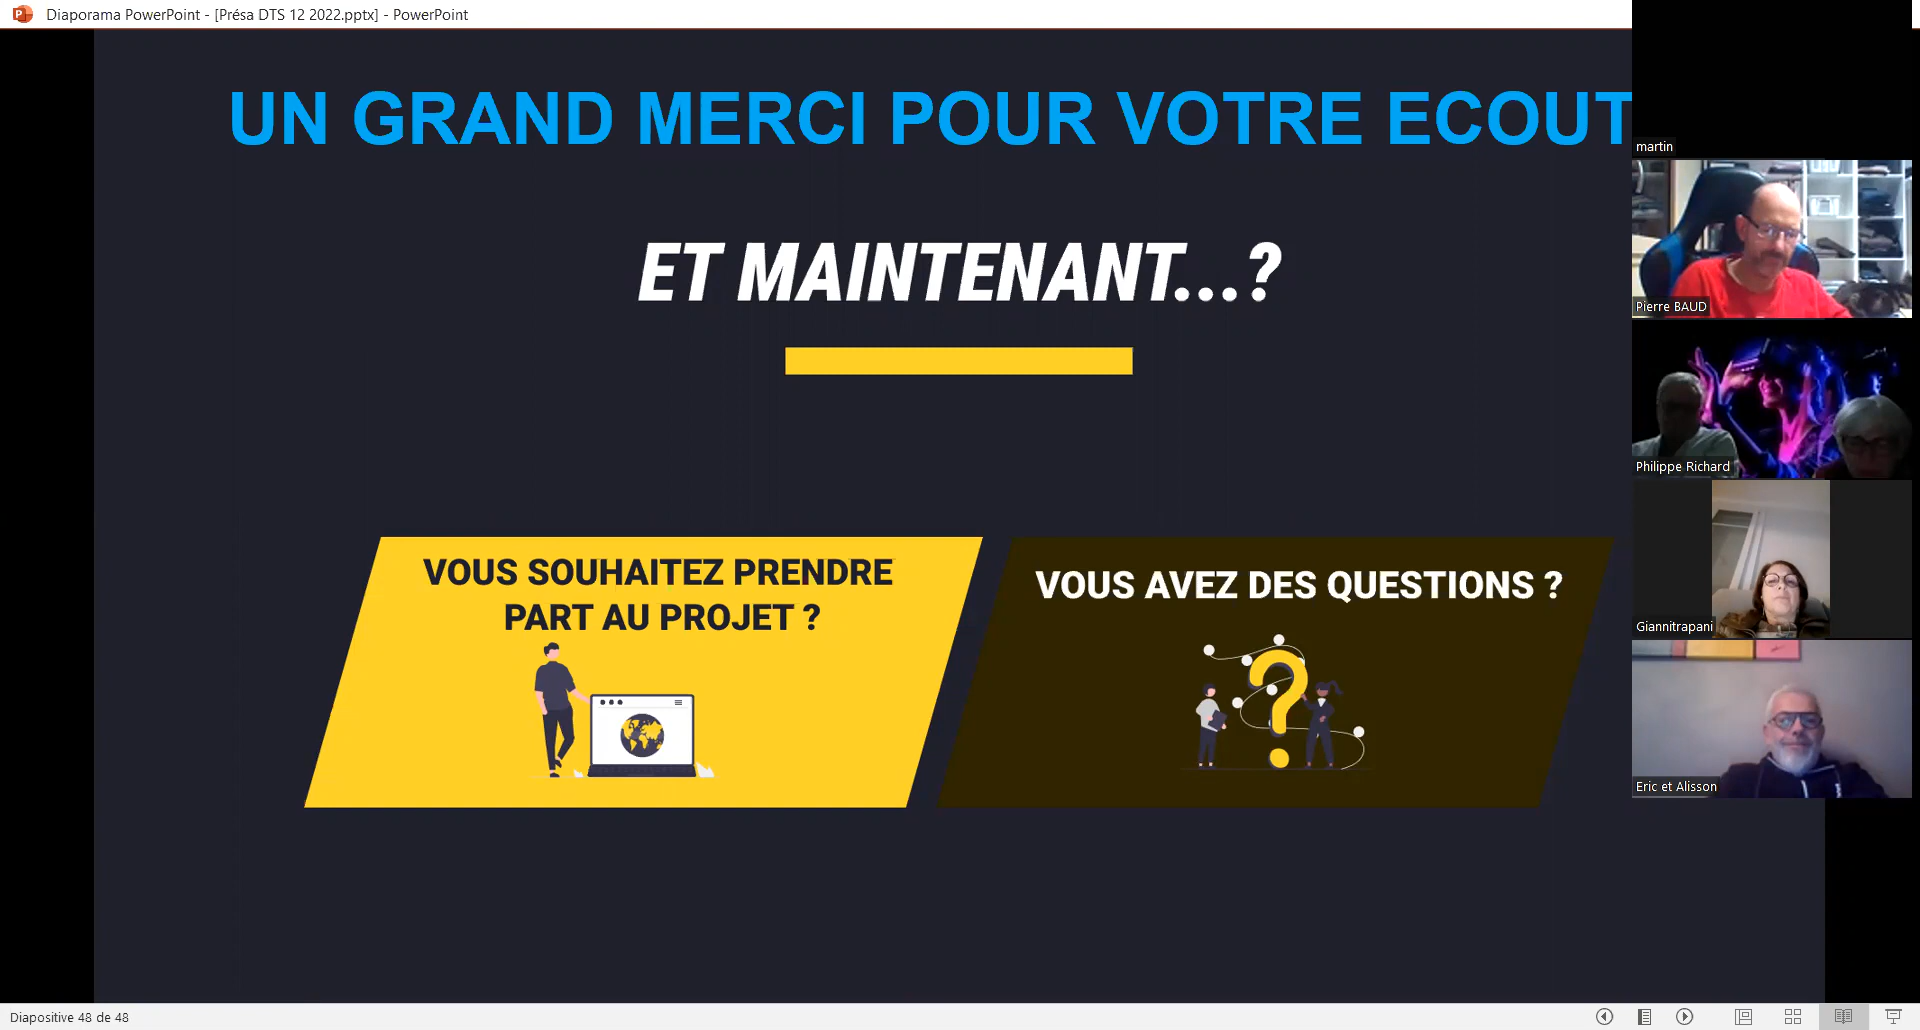 Diaporama PowerPoint - [Présa DTS 12 2022.pptx] - PowerPoint
UN GRAND MERCI POUR VOTRE ECOUT
ET MAINTENANT...?
VOUS SOUHAITEZ PRENDRE
PART AU PROJET ?
VOUS AVEZ DES QUESTIONS ?
martin
Pierre BAUD
Philippe Richard
Giannitrapani
Eric et Alisson
Diapositive 48 de 48